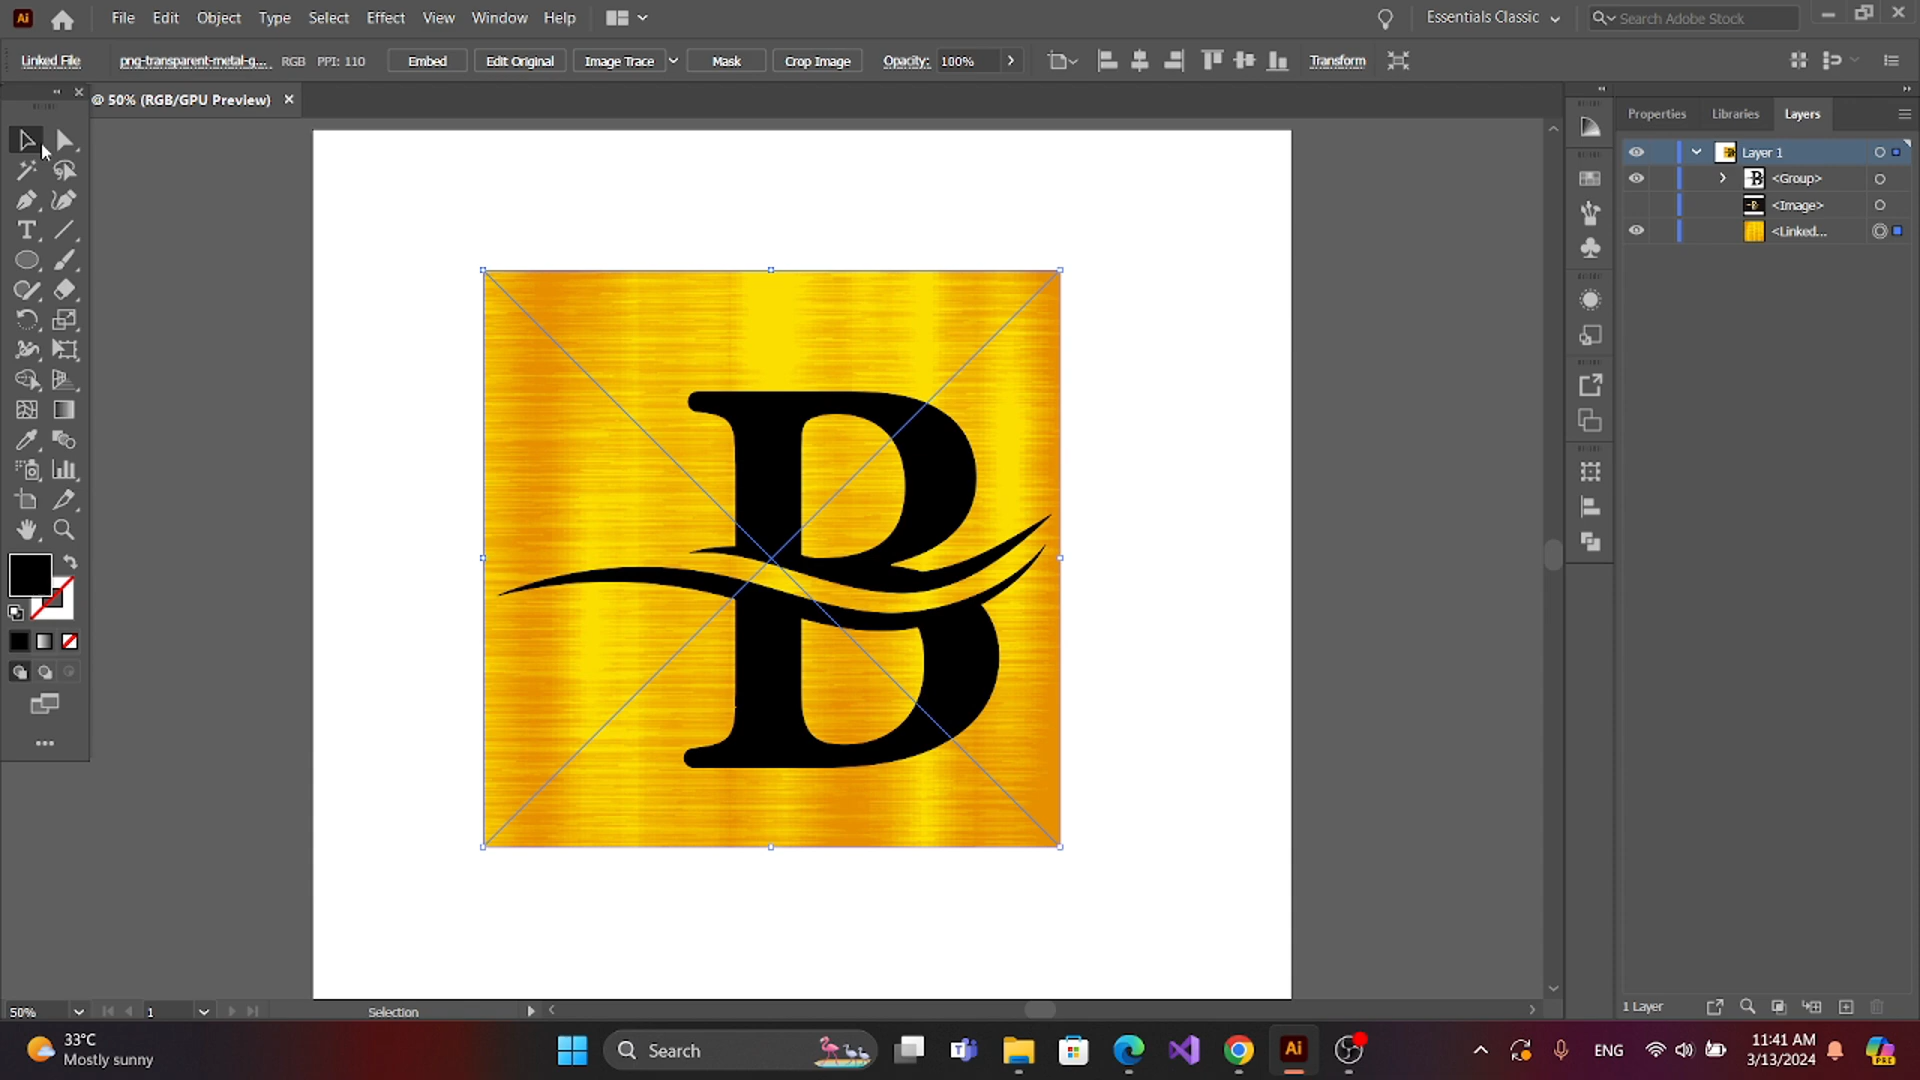 Ai File Edit Object Type Select Effect View Window Help Essentials Classic Search Adobe Stock
Linked File png-transparent-metal-g... RGB PPI: 110 Embed Edit Original Image Trace Mask Crop Image Opacity: 100% Transform
@ 50% (RGB/GPU Preview)
Properties Libraries Layers
Layer 1
<Group>
<Image>
<Linked...
B
50% 1 Selection
1 Layer
33°C
Mostly sunny
Search
Ai
ENG
11:41 AM
3/13/2024
PRE